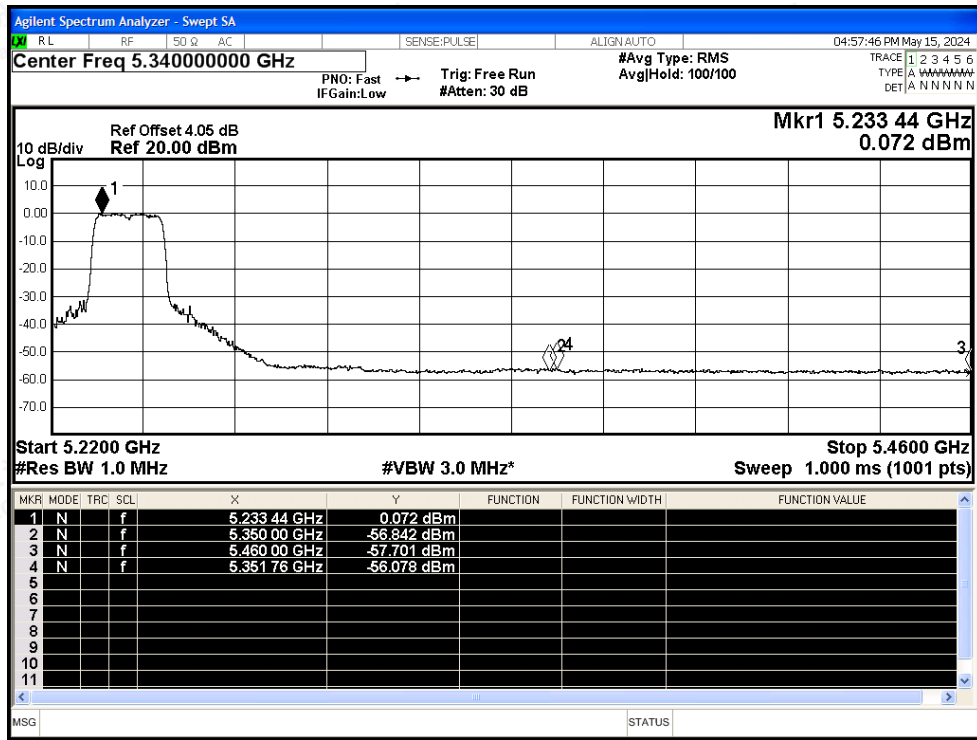 Agilent Spectrum Analyzer - Swept SA
LXI RL RF 50 Ω AC SENSE:PULSE ALIGN AUTO 04:57:46 PM May 15, 2024
Center Freq 5.340000000 GHz
PNO: Fast
IFGain:Low
Trig: Free Run
#Atten: 30 dB
#Avg Type: RMS
Avg|Hold: 100/100
TRACE 1 2 3 4 5 6
TYPE A WWWWW
DET A N N N N N
Mkr1 5.233 44 GHz
0.072 dBm
Ref Offset 4.05 dB
10 dB/div Ref 20.00 dBm
Log
10.0
0.00
-10.0
-20.0
-30.0
-40.0
-50.0
-60.0
-70.0
1
2 4
3
Start 5.2200 GHz Stop 5.4600 GHz
#Res BW 1.0 MHz #VBW 3.0 MHz* Sweep 1.000 ms (1001 pts)
MKR MODE TRC SCL X Y FUNCTION FUNCTION WIDTH FUNCTION VALUE
1 N f 5.233 44 GHz 0.072 dBm
2 N f 5.350 00 GHz -56.842 dBm
3 N f 5.460 00 GHz -57.701 dBm
4 N f 5.351 76 GHz -56.078 dBm
5
6
7
8
9
10
11
MSG STATUS